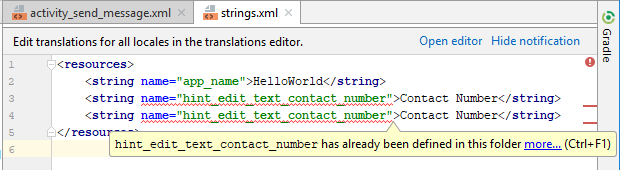 activity_send_message.xml × strings.xml ×
Edit translations for all locales in the translations editor. Open editor Hide notification
Gradle
1 <resources>
2 <string name="app_name">HelloWorld</string>
3 <string name="hint_edit_text_contact_number">Contact Number</string>
4 <string name="hint_edit_text_contact_number">Contact Number</string>
5 </resources>
hint_edit_text_contact_number has already been defined in this folder more... (Ctrl+F1)
6